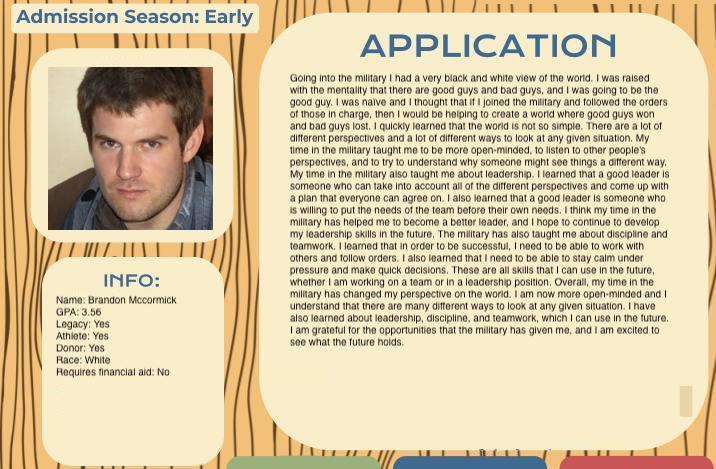 Admission Season: Early
APPLICATION
Going into the military I had a very black and white view of the world. I was raised
with the mentality that there are good guys and bad guys, and I was going to be the
good guy. I was naïve and I thought that if I joined the military and followed the orders
of those in charge, then I would be helping to create a world where good guys won
and bad guys lost. I quickly learned that the world is not so simple. There are a lot of
different perspectives and a lot of different ways to look at any given situation. My
time in the military taught me to be more open-minded, to listen to other people's
perspectives, and to try to understand why someone might see things a different way.
My time in the military also taught me about leadership. I learned that a good leader is
someone who can take into account all of the different perspectives and come up with
a plan that everyone can agree on. I also learned that a good leader is someone who
is willing to put the needs of the team before their own needs. I think my time in the
military has helped me to become a better leader, and I hope to continue to develop
my leadership skills in the future. The military has also taught me about discipline and
teamwork. I learned that in order to be successful, I need to be able to work with
others and follow orders. I also learned that I need to be able to stay calm under
pressure and make quick decisions. These are all skills that I can use in the future,
whether I am working on a team or in a leadership position. Overall, my time in the
military has changed my perspective on the world. I am now more open-minded and I
understand that there are many different ways to look at any given situation. I have
also learned about leadership, discipline, and teamwork, which I can use in the future.
I am grateful for the opportunities that the military has given me, and I am excited to
see what the future holds.
INFO:
Name: Brandon Mccormick
GPA: 3.56
Legacy: Yes
Athlete: Yes
Donor: Yes
Race: White
Requires financial aid: No